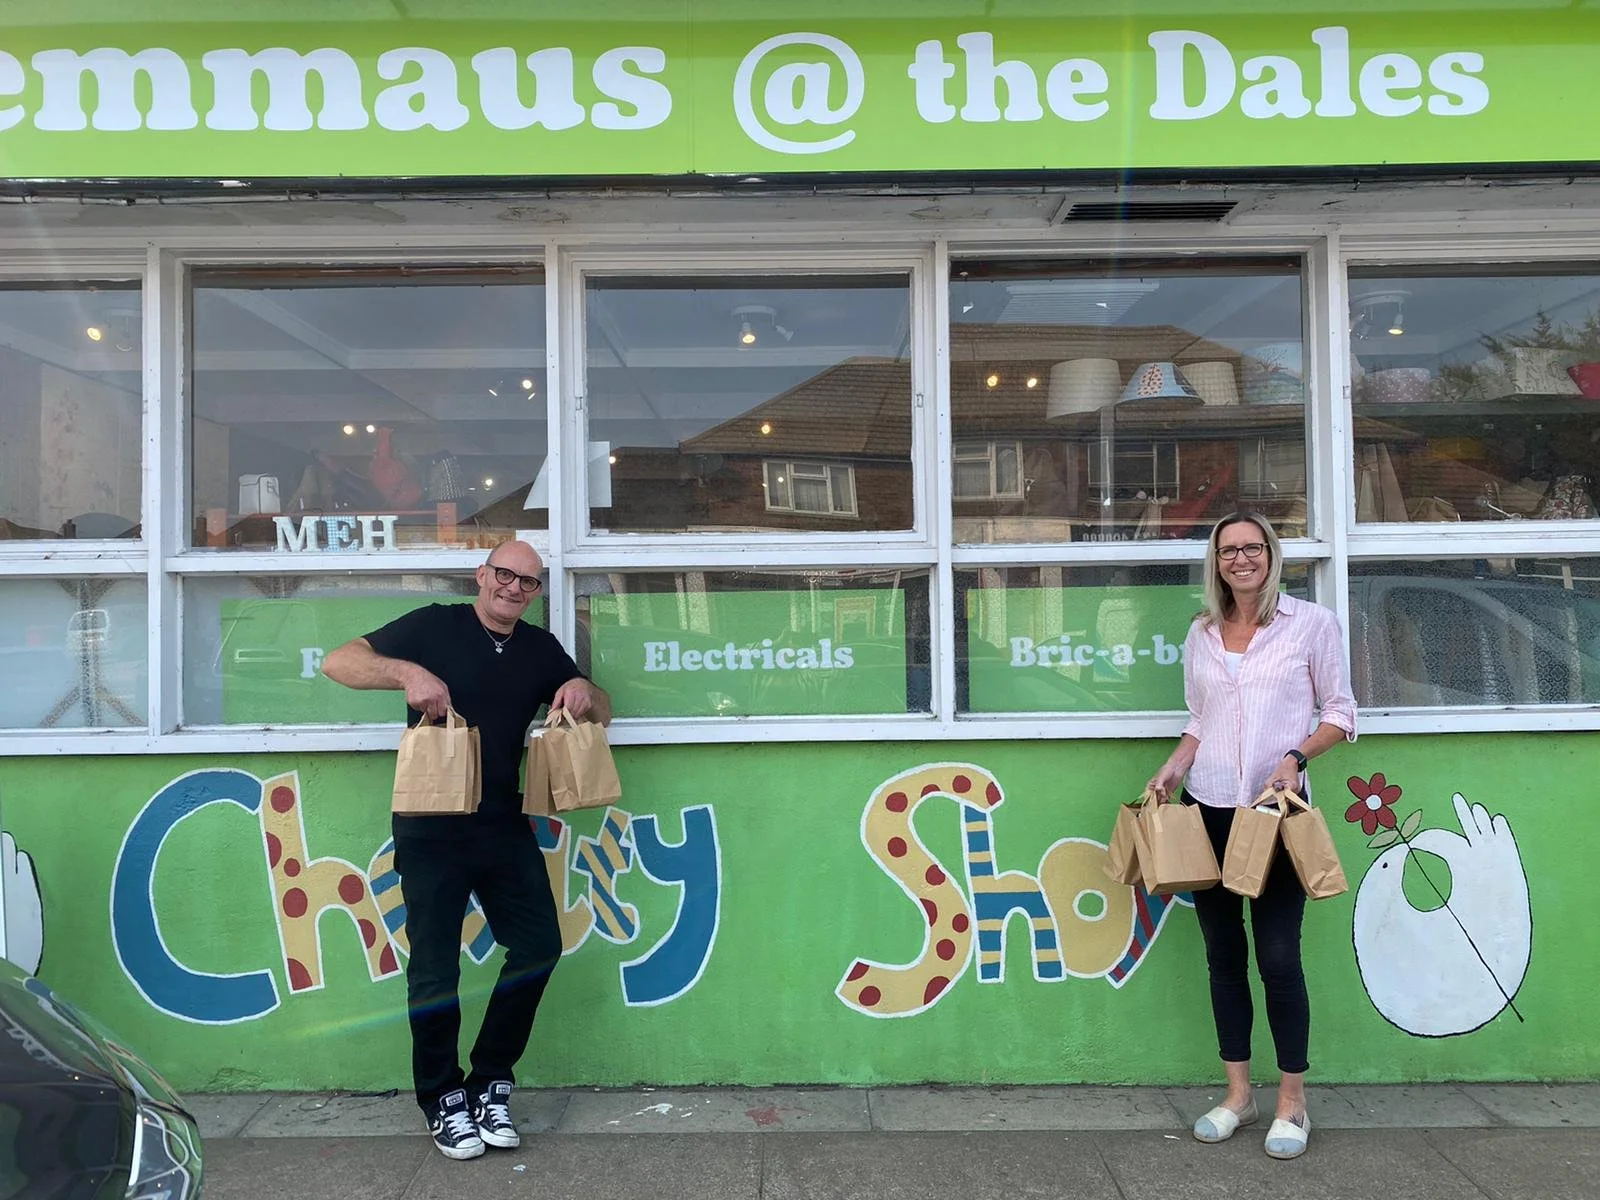 emmaus @ the Dales
MEH
Electricals
Bric-a-br
Charity Shop